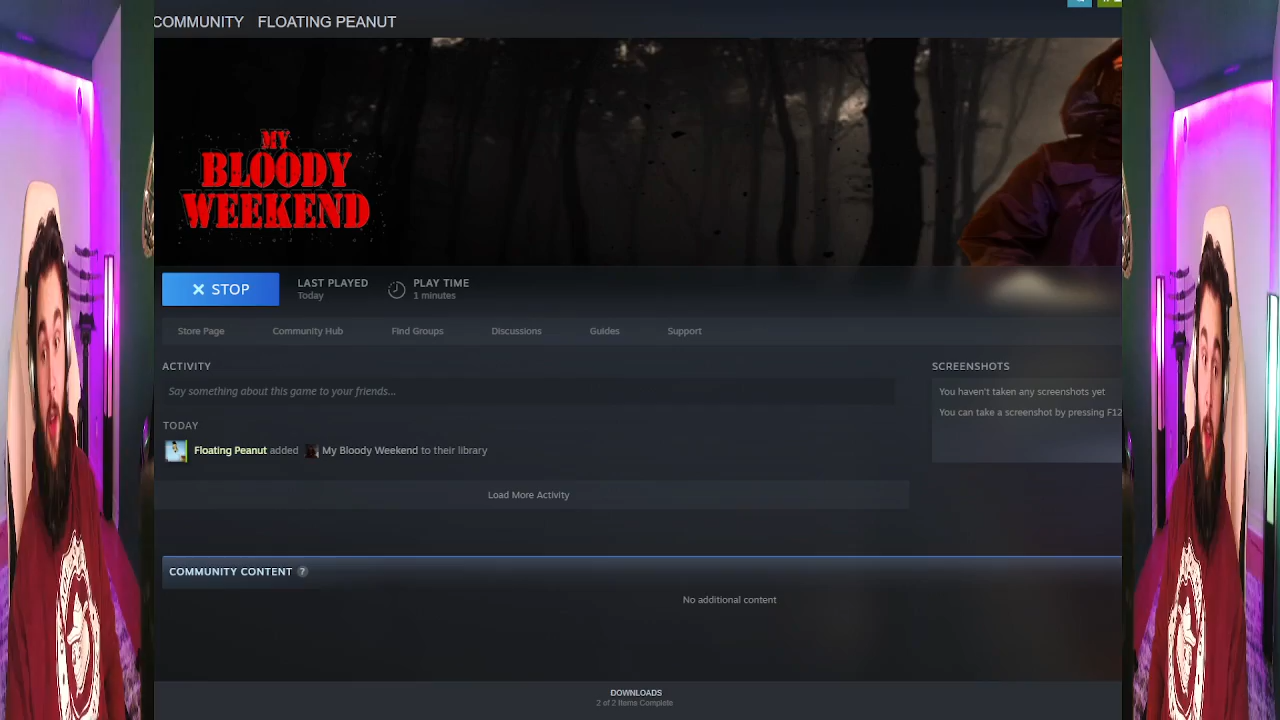 COMMUNITY FLOATING PEANUT
MY
BLOODY
WEEKEND
STOP
LAST PLAYED
Today
PLAY TIME
1 minutes
Store Page Community Hub Find Groups Discussions Guides Support
ACTIVITY
Say something about this game to your friends...
TODAY
Floating Peanut added My Bloody Weekend to their library
Load More Activity
SCREENSHOTS
You haven't taken any screenshots yet
You can take a screenshot by pressing F12
COMMUNITY CONTENT ?
No additional content
DOWNLOADS
2 of 2 Items Complete